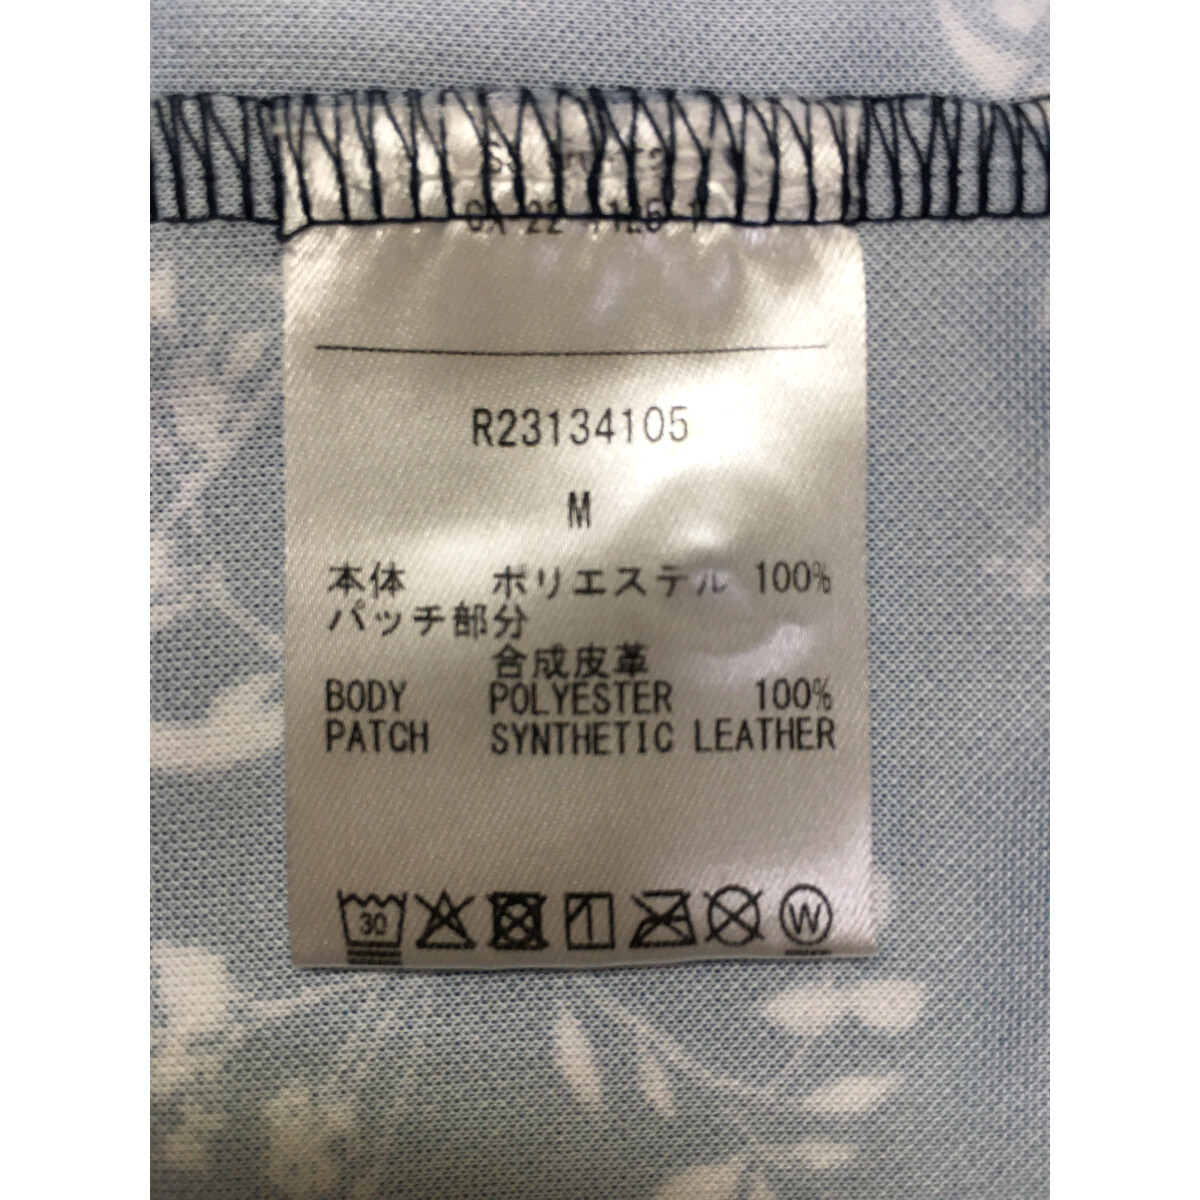 R23134105
M
本体 ポリエステル 100%
パッチ部分
合成皮革
BODY POLYESTER 100%
PATCH SYNTHETIC LEATHER
30
W